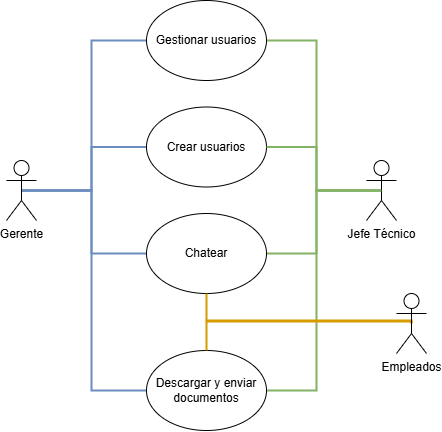 Gestionar usuarios
Crear usuarios
Gerente
Jefe Técnico
Chatear
Empleados
Descargar y enviar
documentos